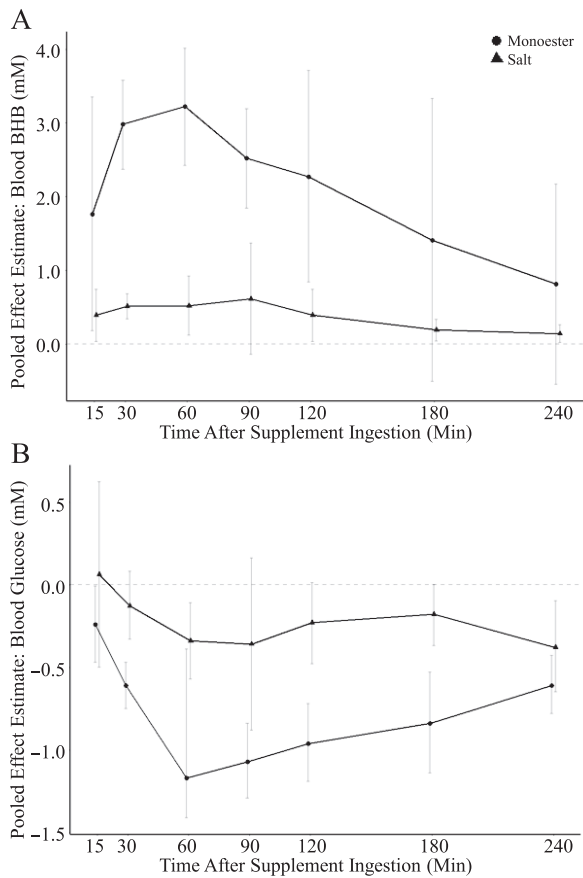 A
Pooled Effect Estimate: Blood BHB (mM)
4.0
3.0
2.0
1.0
0.0
Monoester
Salt
15 30 60 90 120 180 240
Time After Supplement Ingestion (Min)
B
Pooled Effect Estimate: Blood Glucose (mM)
0.5
0.0
−0.5
−1.0
−1.5
15 30 60 90 120 180 240
Time After Supplement Ingestion (Min)